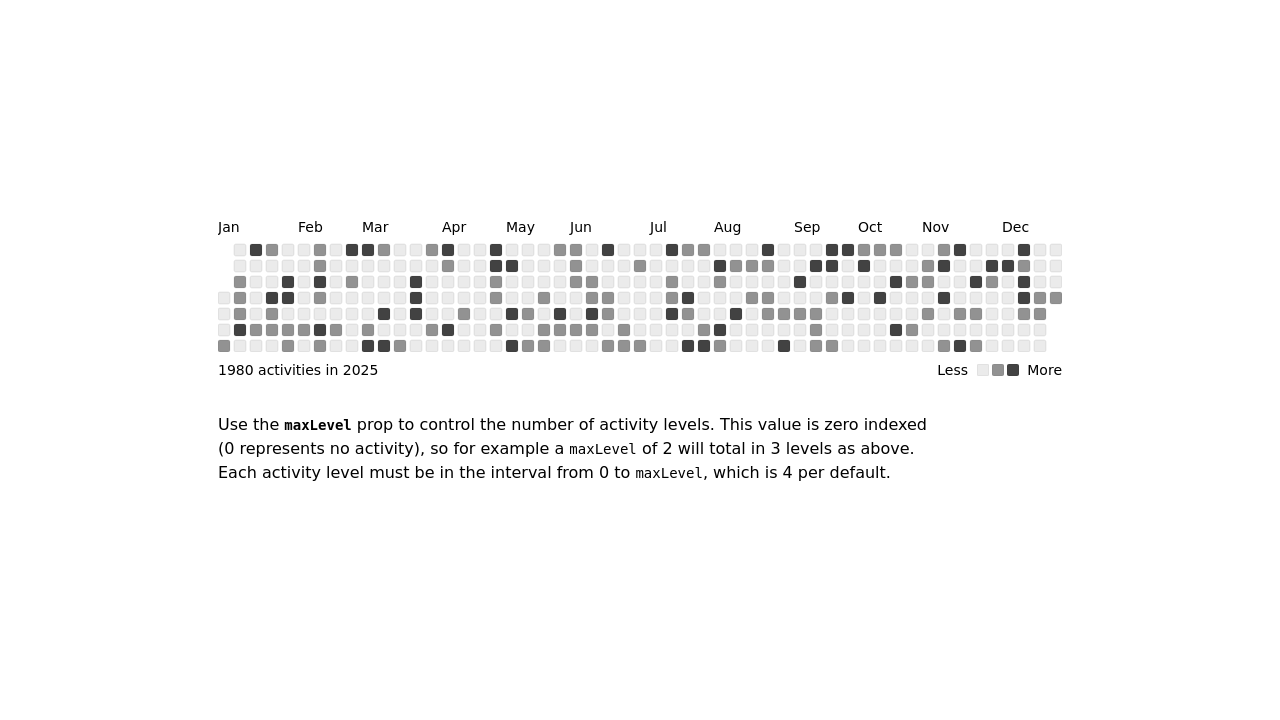 Jan Feb Mar Apr May Jun Jul Aug Sep Oct Nov Dec
1980 activities in 2025 Less More
Use the maxLevel prop to control the number of activity levels. This value is zero indexed
(0 represents no activity), so for example a maxLevel of 2 will total in 3 levels as above.
Each activity level must be in the interval from 0 to maxLevel, which is 4 per default.